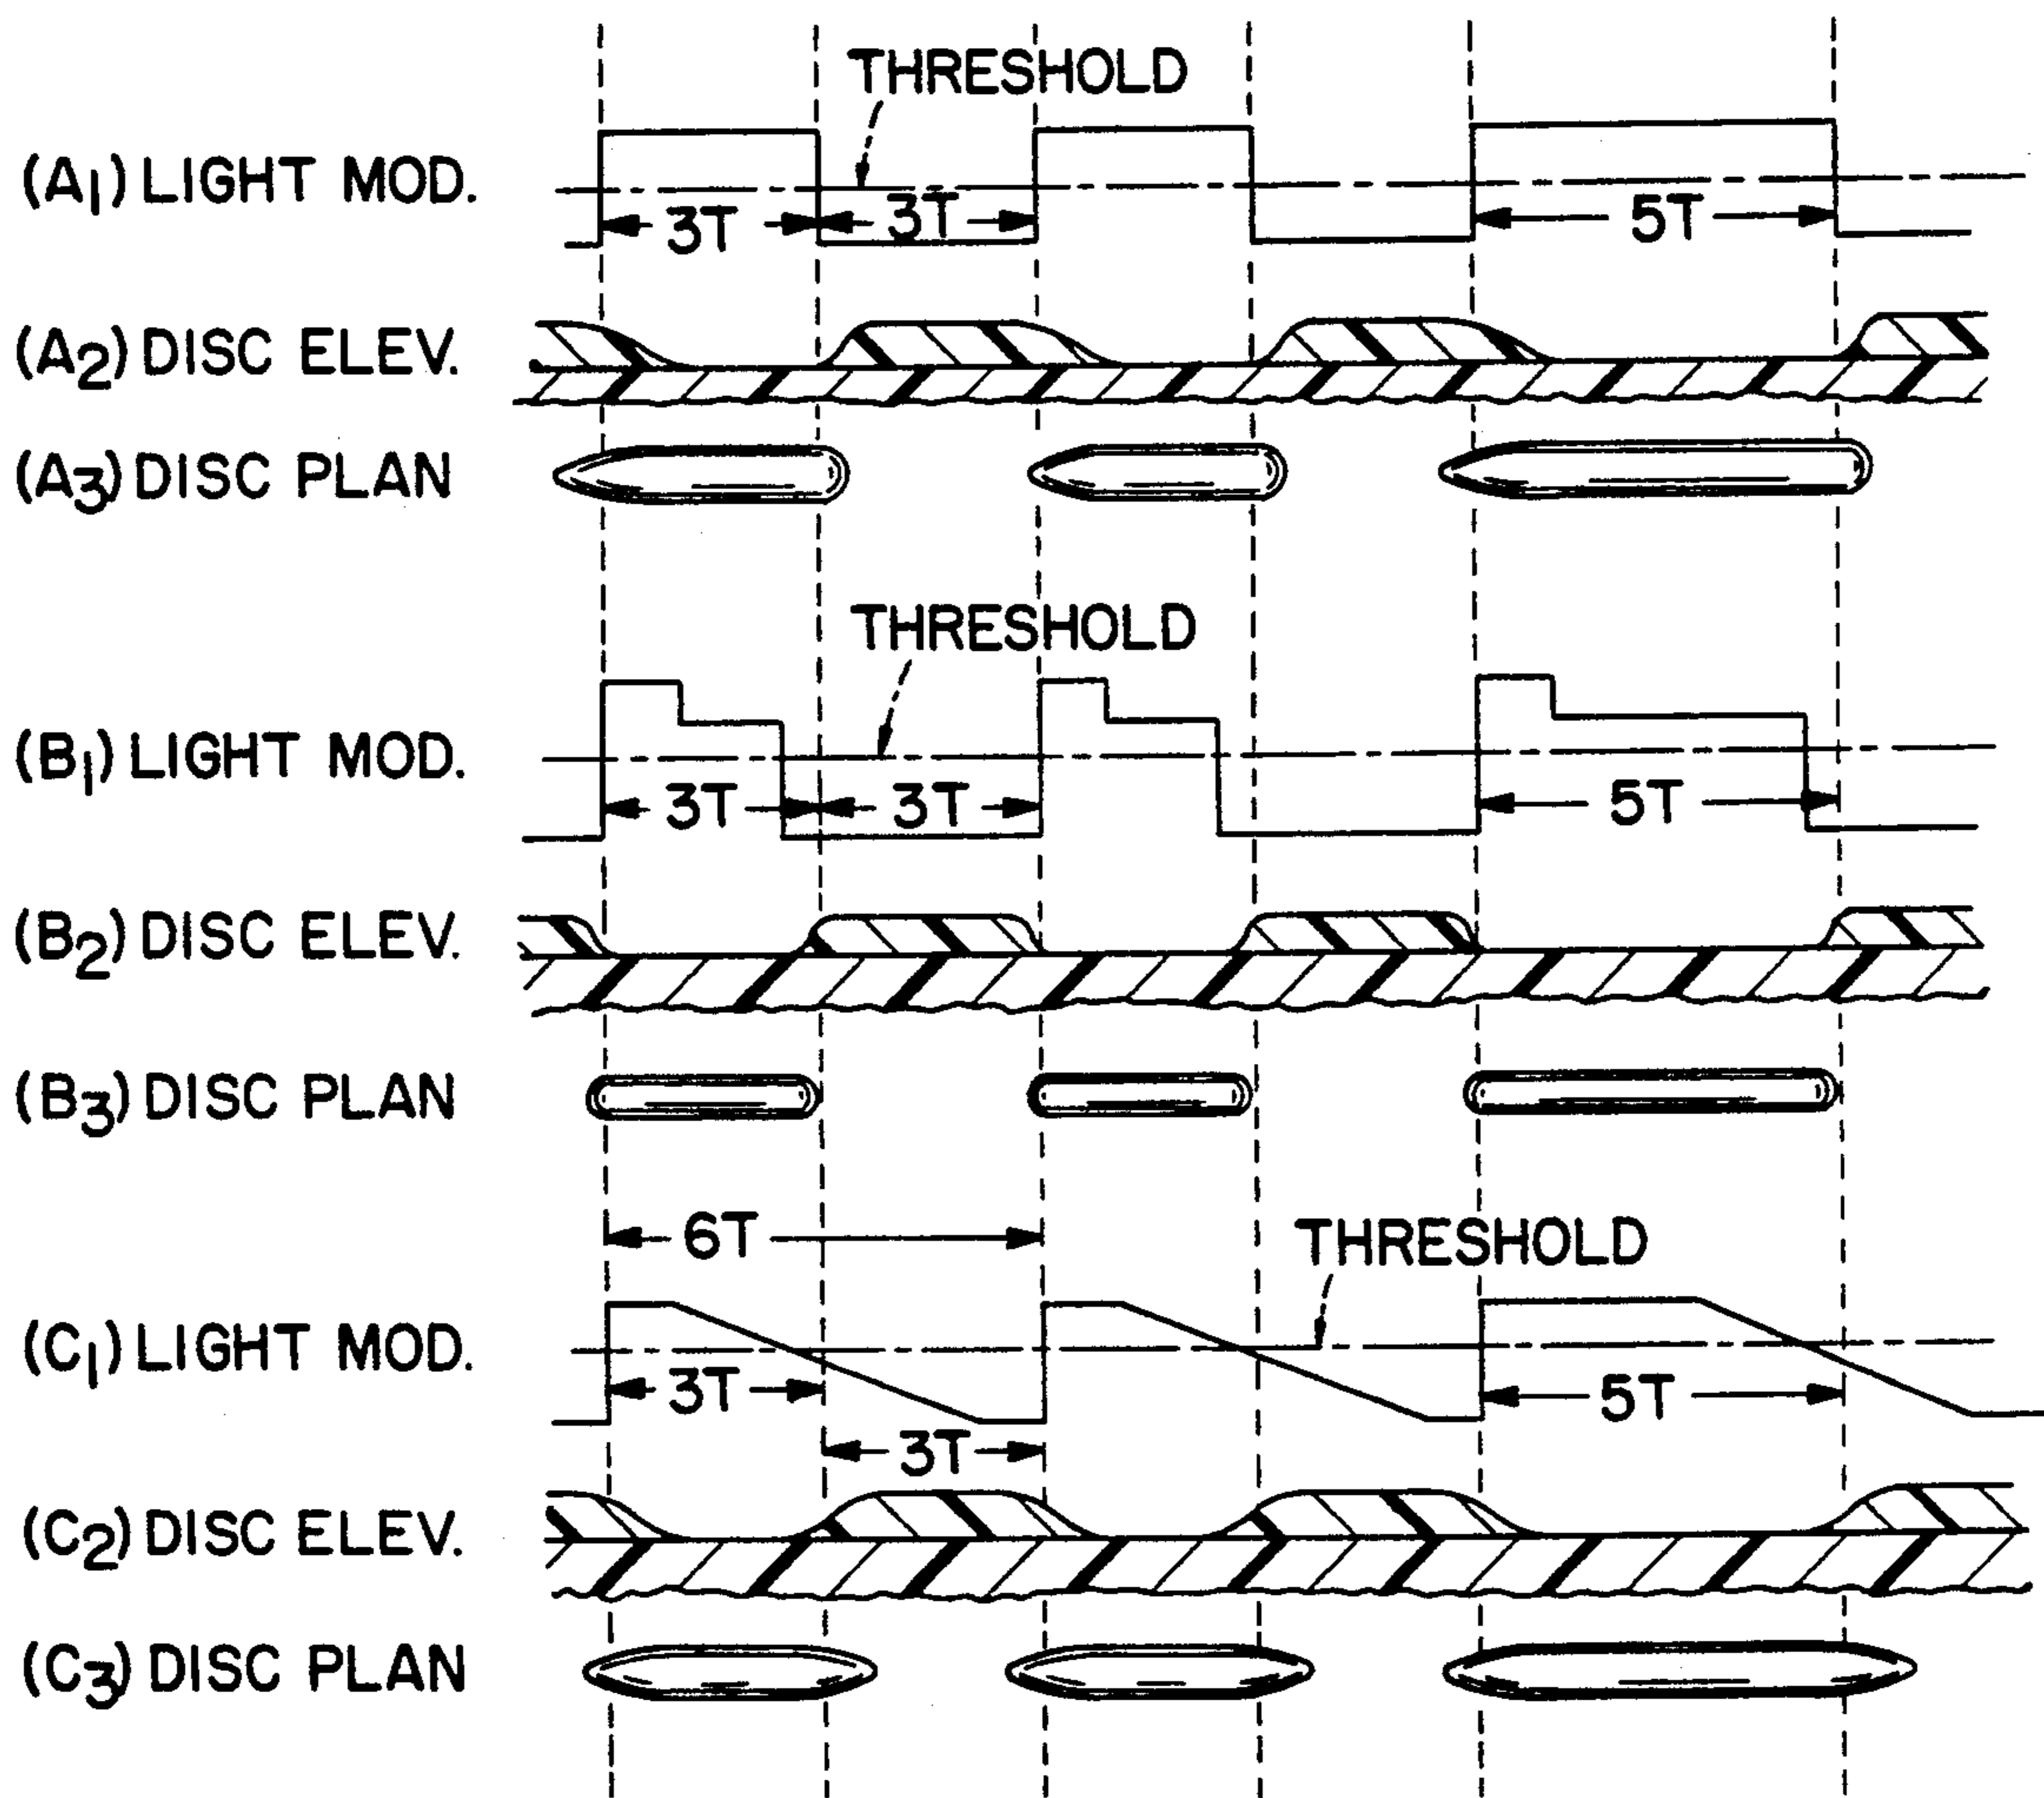 THRESHOLD
(A1) LIGHT MOD.
3T 3T 5T
(A2) DISC ELEV.
(A3) DISC PLAN
THRESHOLD
(B1) LIGHT MOD.
3T 3T 5T
(B2) DISC ELEV.
(B3) DISC PLAN
6T THRESHOLD
(C1) LIGHT MOD.
3T 5T
3T
(C2) DISC ELEV.
(C3) DISC PLAN